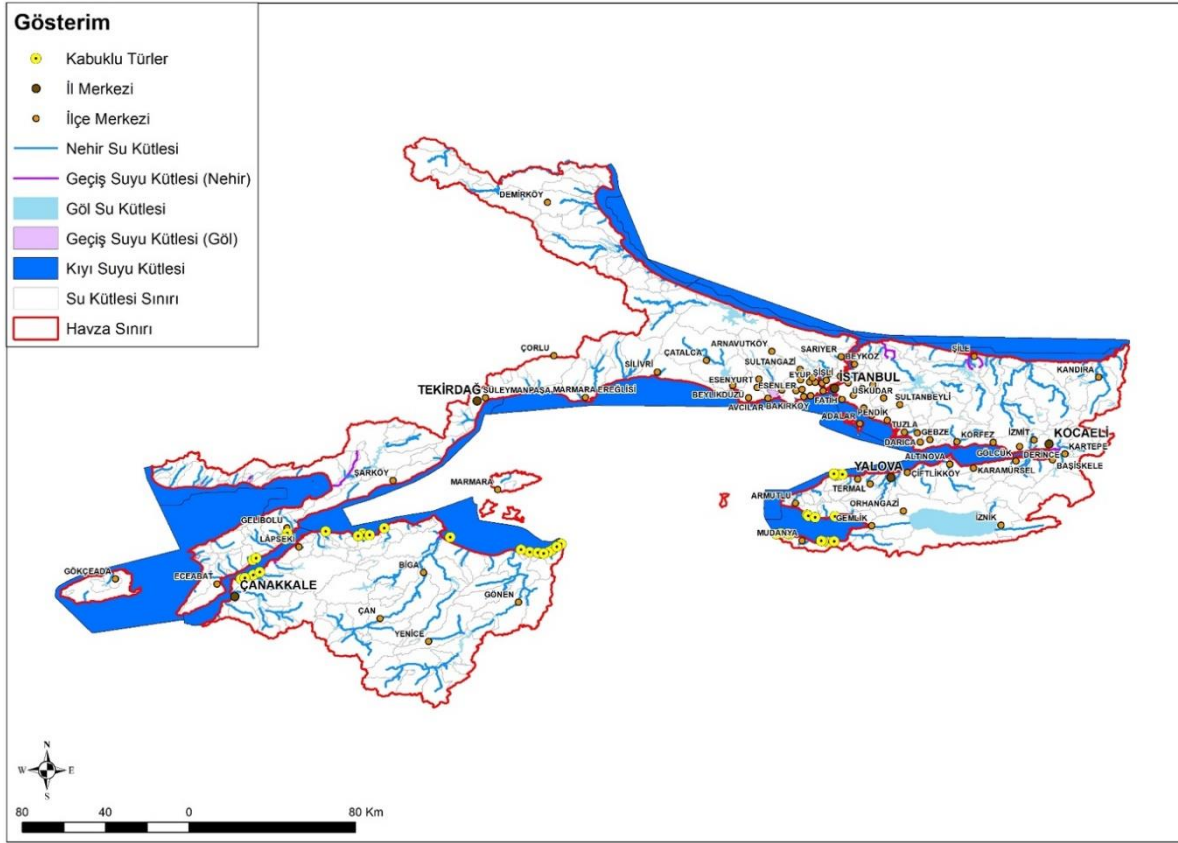 Gösterim
Kabuklu Türler
İl Merkezi
İlçe Merkezi
Nehir Su Kütlesi
Geçiş Suyu Kütlesi (Nehir)
Göl Su Kütlesi
Geçiş Suyu Kütlesi (Göl)
Kıyı Suyu Kütlesi
Su Kütlesi Sınırı
Havza Sınırı
DEMİRKÖY
ÇORLU
SİLİVRİ
ÇATALCA
ARNAVUTKÖY
SULTANGAZİ
SARIYER
BEYKOZ
ŞİLE
KANDIRA
TEKİRDAĞ
SÜLEYMANPAŞA
MARMARA EREĞLİSİ
ESENYURT
BEYLİKDÜZÜ
AVCILAR
ESENLER
BAKIRKÖY
EYÜP
ŞİŞLİ
İSTANBUL
FATİH
ÜSKÜDAR
SULTANBEYLİ
ADALAR
PENDİK
TUZLA
DARICA
GEBZE
KÖRFEZ
İZMİT
KOCAELİ
KARTEPE
GÖLCÜK
DERİNCE
BAŞİSKELE
ALTINOVA
YALOVA
ÇİFTLİKKÖY
KARAMÜRSEL
TERMAL
ARMUTLU
ORHANGAZİ
GEMLİK
İZNİK
MUDANYA
ŞARKÖY
MARMARA
GELİBOLU
LAPSEKİ
GÖKÇEADA
ECEABAT
ÇANAKKALE
BİGA
GÖNEN
ÇAN
YENİCE
N
W E
S
80 40 0 80 Km